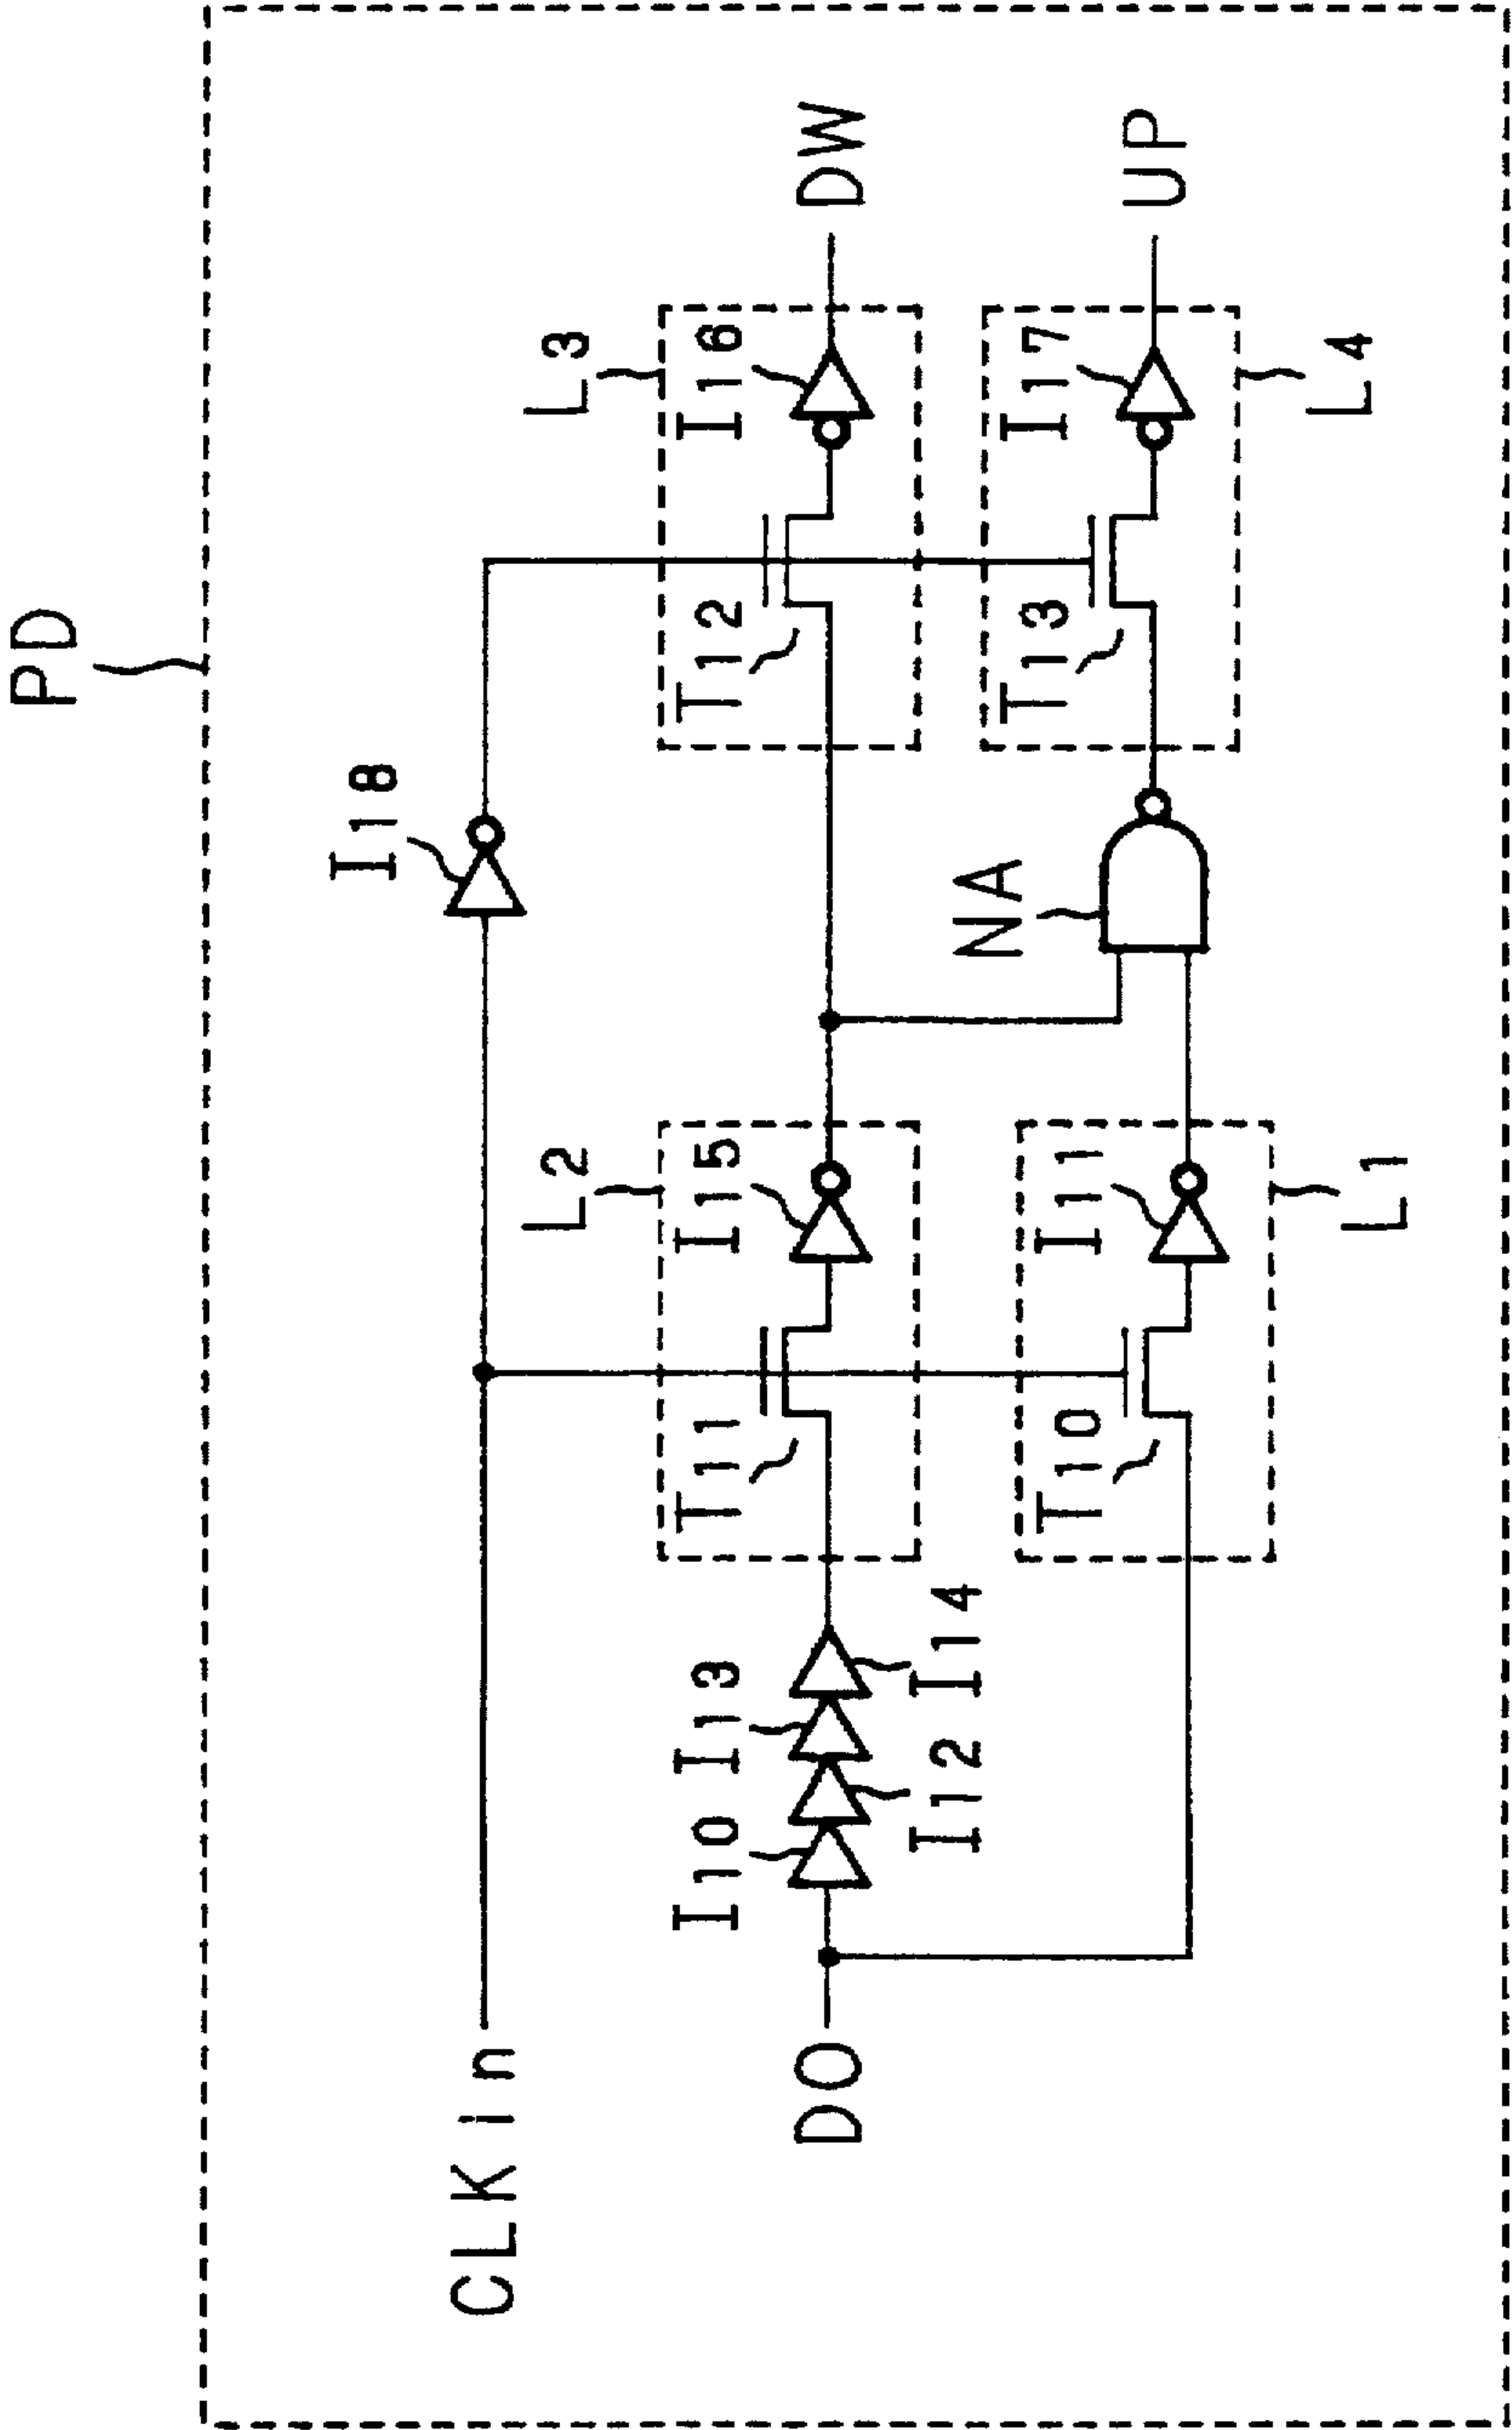 PD
CLKin
I18
L2
L3
DO
I10
I13
T11
I15
T12
I16
DW
I12
I14
NA
T10
I11
T13
I17
UP
L1
L4